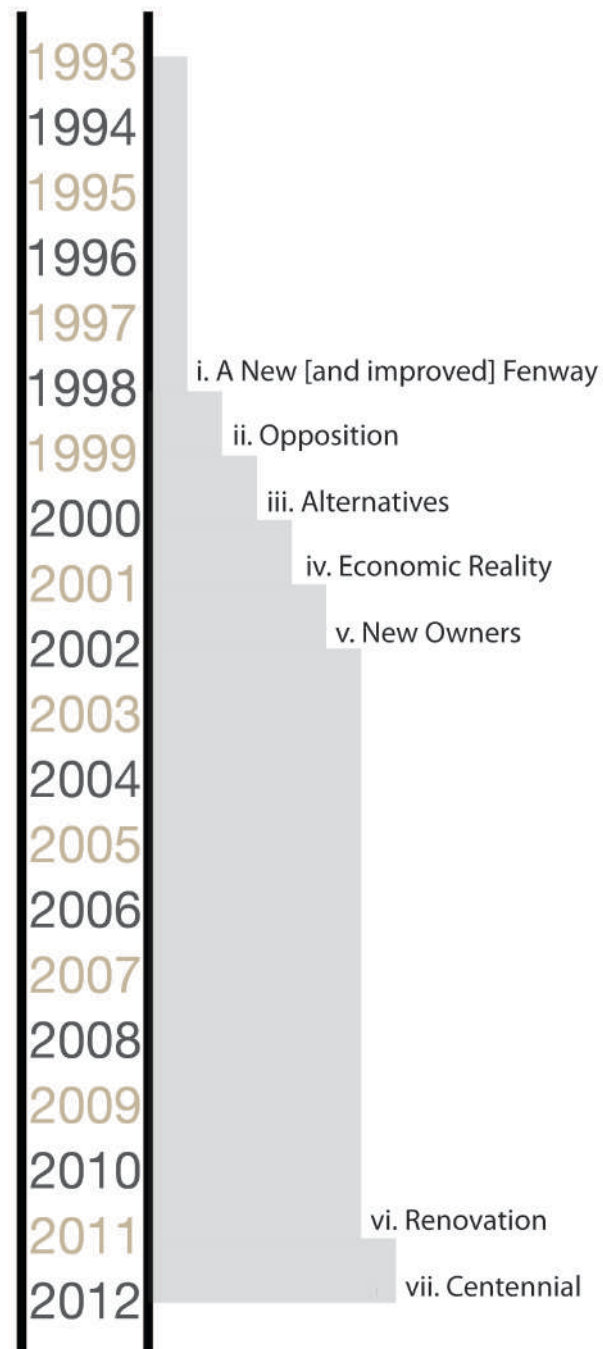 1993
1994
1995
1996
1997
i. A New [and improved] Fenway
1998
ii. Opposition
1999
iii. Alternatives
2000
iv. Economic Reality
2001
v. New Owners
2002
2003
2004
2005
2006
2007
2008
2009
2010
vi. Renovation
2011
vii. Centennial
2012